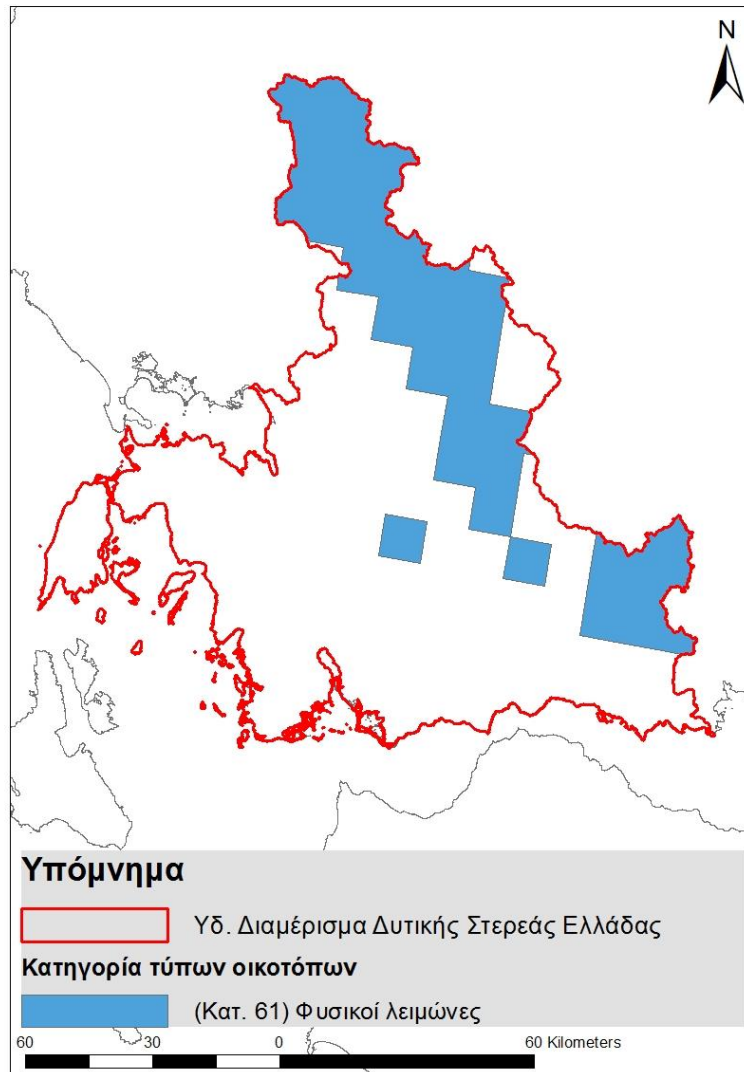 N
Υπόμνημα
Υδ. Διαμέρισμα Δυτικής Στερεάς Ελλάδας
Κατηγορία τύπων οικοτόπων
(Κατ. 61) Φυσικοί λειμώνες
60 30 0 60 Kilometers